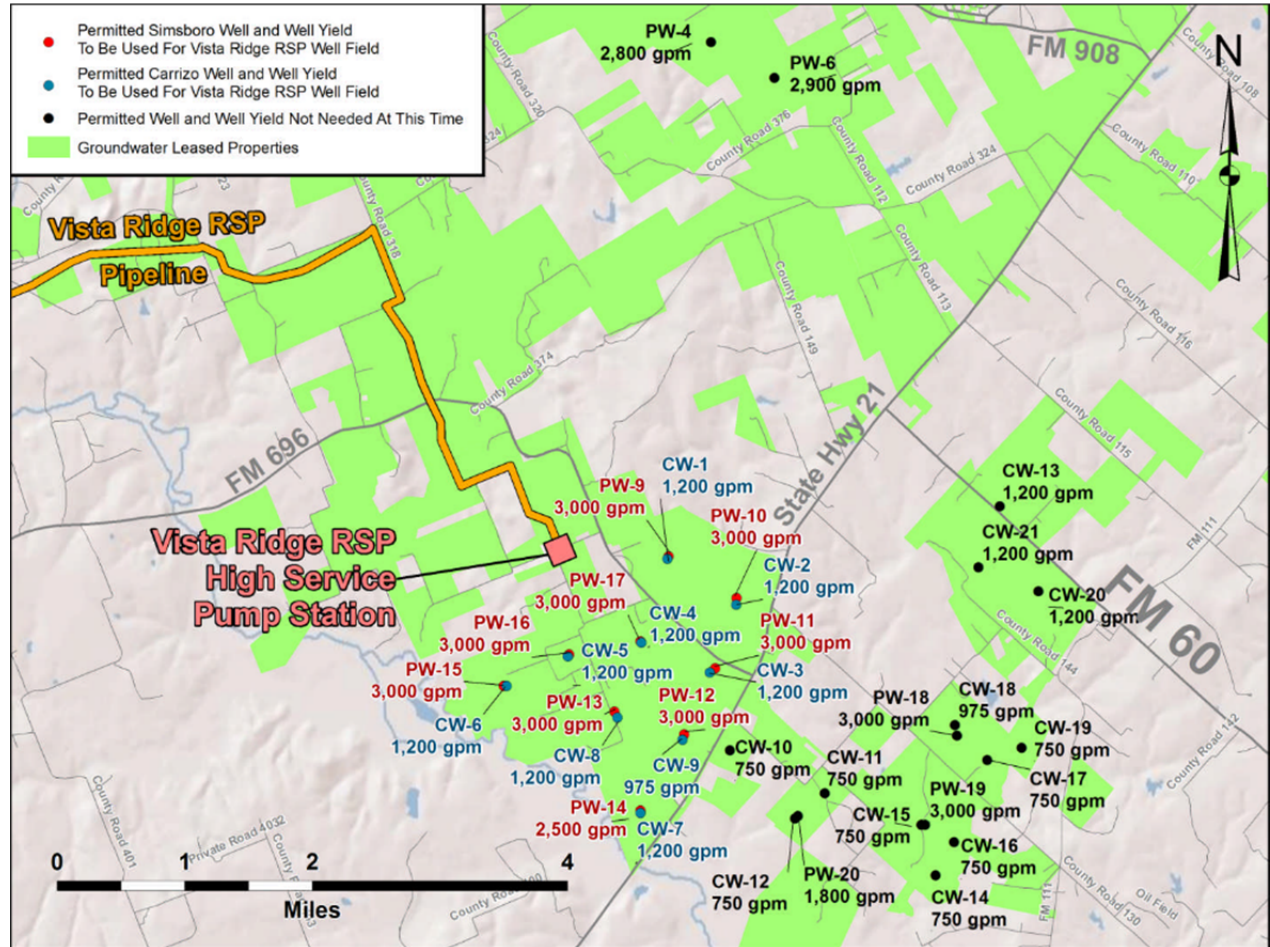 Permitted Simsboro Well and Well Yield
To Be Used For Vista Ridge RSP Well Field
Permitted Carrizo Well and Well Yield
To Be Used For Vista Ridge RSP Well Field
Permitted Well and Well Yield Not Needed At This Time
Groundwater Leased Properties
PW-4
2,800 gpm
PW-6
2,900 gpm
FM 908
N
County Road 108
County Road 320
County Road 376
County Road 112
County Road 324
County Road 110
County Road 318
Vista Ridge RSP
Pipeline
County Road 113
County Road 149
County Road 116
County Road 374
State Hwy 21
County Road 115
FM 696
CW-1
1,200 gpm
PW-9
3,000 gpm
PW-10
3,000 gpm
CW-13
1,200 gpm
CW-21
1,200 gpm
FM 111
Vista Ridge RSP
High Service
Pump Station
CW-2
1,200 gpm
CW-20
1,200 gpm
FM 60
PW-17
3,000 gpm
CW-4
1,200 gpm
PW-11
3,000 gpm
County Road 144
PW-16
3,000 gpm
CW-5
1,200 gpm
CW-3
1,200 gpm
PW-15
3,000 gpm
CW-6
1,200 gpm
PW-13
3,000 gpm
PW-12
3,000 gpm
PW-18
3,000 gpm
CW-18
975 gpm
CW-19
750 gpm
County Road 142
CW-8
1,200 gpm
CW-9
975 gpm
CW-10
750 gpm
CW-11
750 gpm
CW-17
750 gpm
PW-19
3,000 gpm
PW-14
2,500 gpm
CW-7
1,200 gpm
CW-15
750 gpm
CW-16
750 gpm
County Road 401
Private Road 4032
CW-12
750 gpm
PW-20
1,800 gpm
CW-14
750 gpm
FM 111
County Road 130
Oil Field
0 1 2 4
Miles